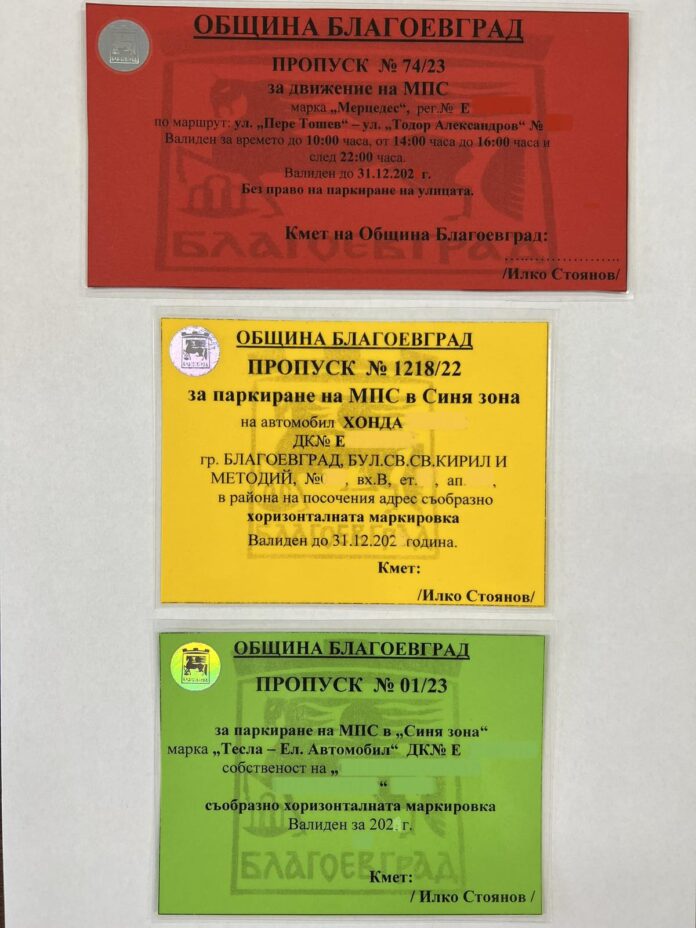 ОБЩИНА БЛАГОЕВГРАД
ПРОПУСК № 74/23
за движение на МПС
марка „Мерцедес“, рег.№ Е
по маршрут: ул. „Пере Тошев“ – ул. „Тодор Александров“ №
Валиден за времето до 10:00 часа, от 14:00 часа до 16:00 часа и
след 22:00 часа.
Валиден до 31.12.202 г.
Без право на паркиране на улицата.
БЛАГОЕВГРАД
Кмет на Община Благоевград:
/Илко Стоянов/
ОБЩИНА БЛАГОЕВГРАД
ПРОПУСК № 1218/22
за паркиране на МПС в Синя зона
на автомобил ХОНДА
ДК№ Е
гр. БЛАГОЕВГРАД, БУЛ.СВ.СВ.КИРИЛ И
МЕТОДИЙ, № , вх.В, ет. , ап. ,
в района на посочения адрес съобразно
хоризонталната маркировка
БЛАГОЕВГРАД
Валиден до 31.12.202 година.
Кмет:
/Илко Стоянов/
ОБЩИНА БЛАГОЕВГРАД
ПРОПУСК № 01/23
за паркиране на МПС в „Синя зона“
марка „Тесла – Ел. Автомобил“ ДК№ Е
собственост на „
“
съобразно хоризонталната маркировка
Валиден за 202 г.
БЛАГОЕВГРАД
Кмет:
/ Илко Стоянов /